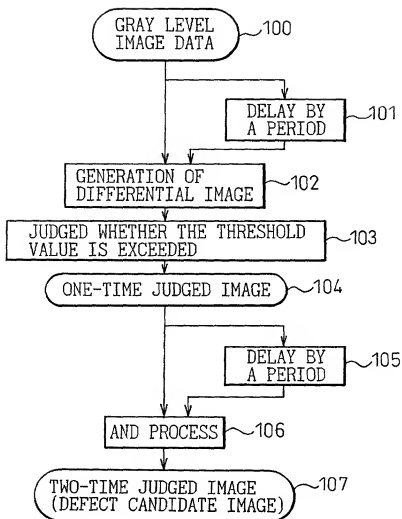 GRAY LEVEL
IMAGE DATA
100
DELAY BY
A PERIOD
101
GENERATION OF
DIFFERENTIAL IMAGE
102
JUDGED WHETHER THE THRESHOLD
VALUE IS EXCEEDED
103
ONE-TIME JUDGED IMAGE
104
DELAY BY
A PERIOD
105
AND PROCESS
106
107
TWO-TIME JUDGED IMAGE
(DEFECT CANDIDATE IMAGE)